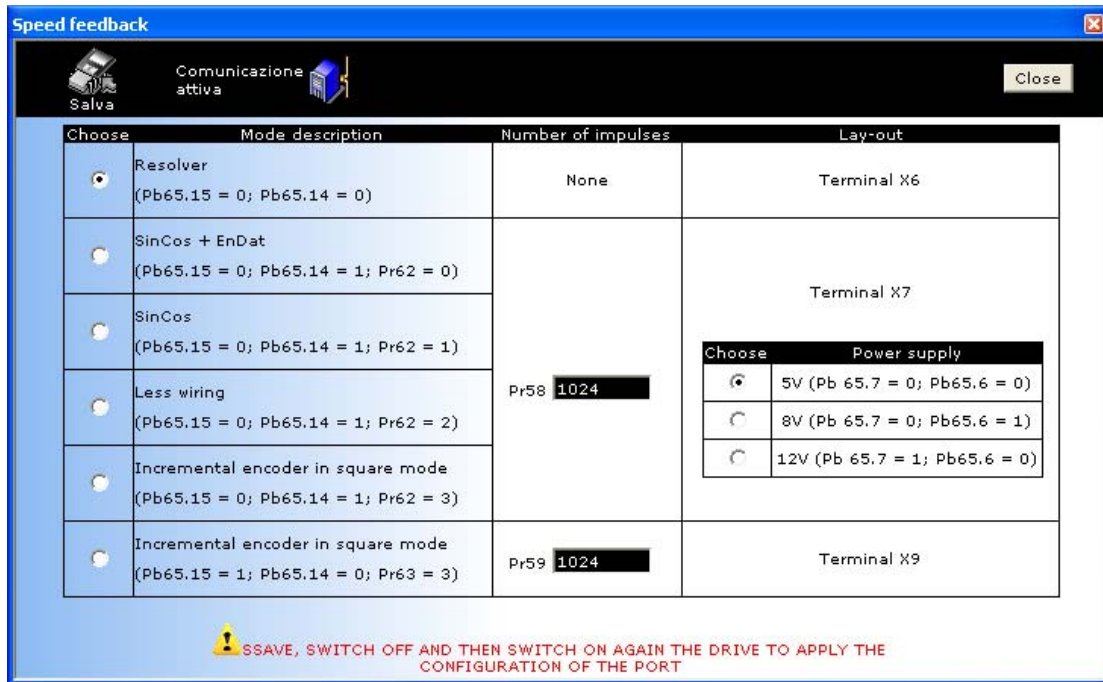 Speed feedback
Salva
Comunicazione
attiva
Close
Choose Mode description Number of impulses Lay-out
Resolver
(Pb65.15 = 0; Pb65.14 = 0)
None
Terminal X6
SinCos + EnDat
(Pb65.15 = 0; Pb65.14 = 1; Pr62 = 0)
SinCos
(Pb65.15 = 0; Pb65.14 = 1; Pr62 = 1)
Less wiring
(Pb65.15 = 0; Pb65.14 = 1; Pr62 = 2)
Incremental encoder in square mode
(Pb65.15 = 0; Pb65.14 = 1; Pr62 = 3)
Pr58 1024
Terminal X7
Choose Power supply
5V (Pb 65.7 = 0; Pb65.6 = 0)
8V (Pb 65.7 = 0; Pb65.6 = 1)
12V (Pb 65.7 = 1; Pb65.6 = 0)
Incremental encoder in square mode
(Pb65.15 = 1; Pb65.14 = 0; Pr63 = 3)
Pr59 1024
Terminal X9
SSAVE, SWITCH OFF AND THEN SWITCH ON AGAIN THE DRIVE TO APPLY THE
CONFIGURATION OF THE PORT